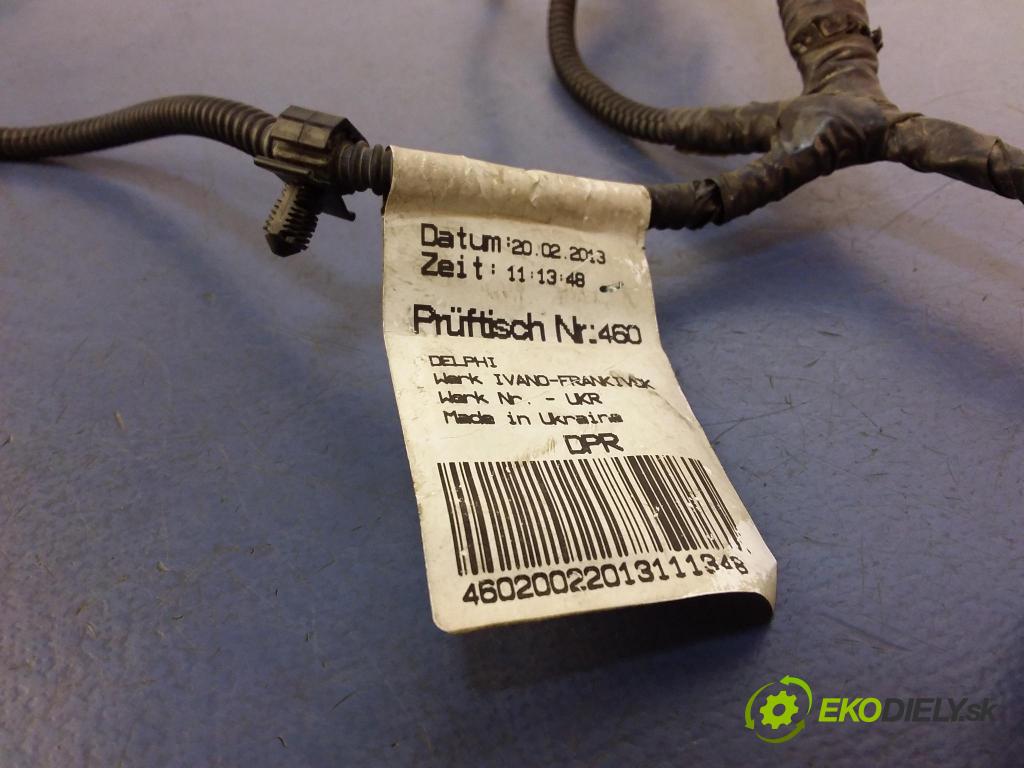 Datum:20.02.2013
Zeit: 11:13:48
Prüftisch Nr.:460
DELPHI
Werk IVANO-FRANKIVSK
Werk Nr. - UKR
Made in Ukraine
DPR
46020022013111348
EKODIELY.sk